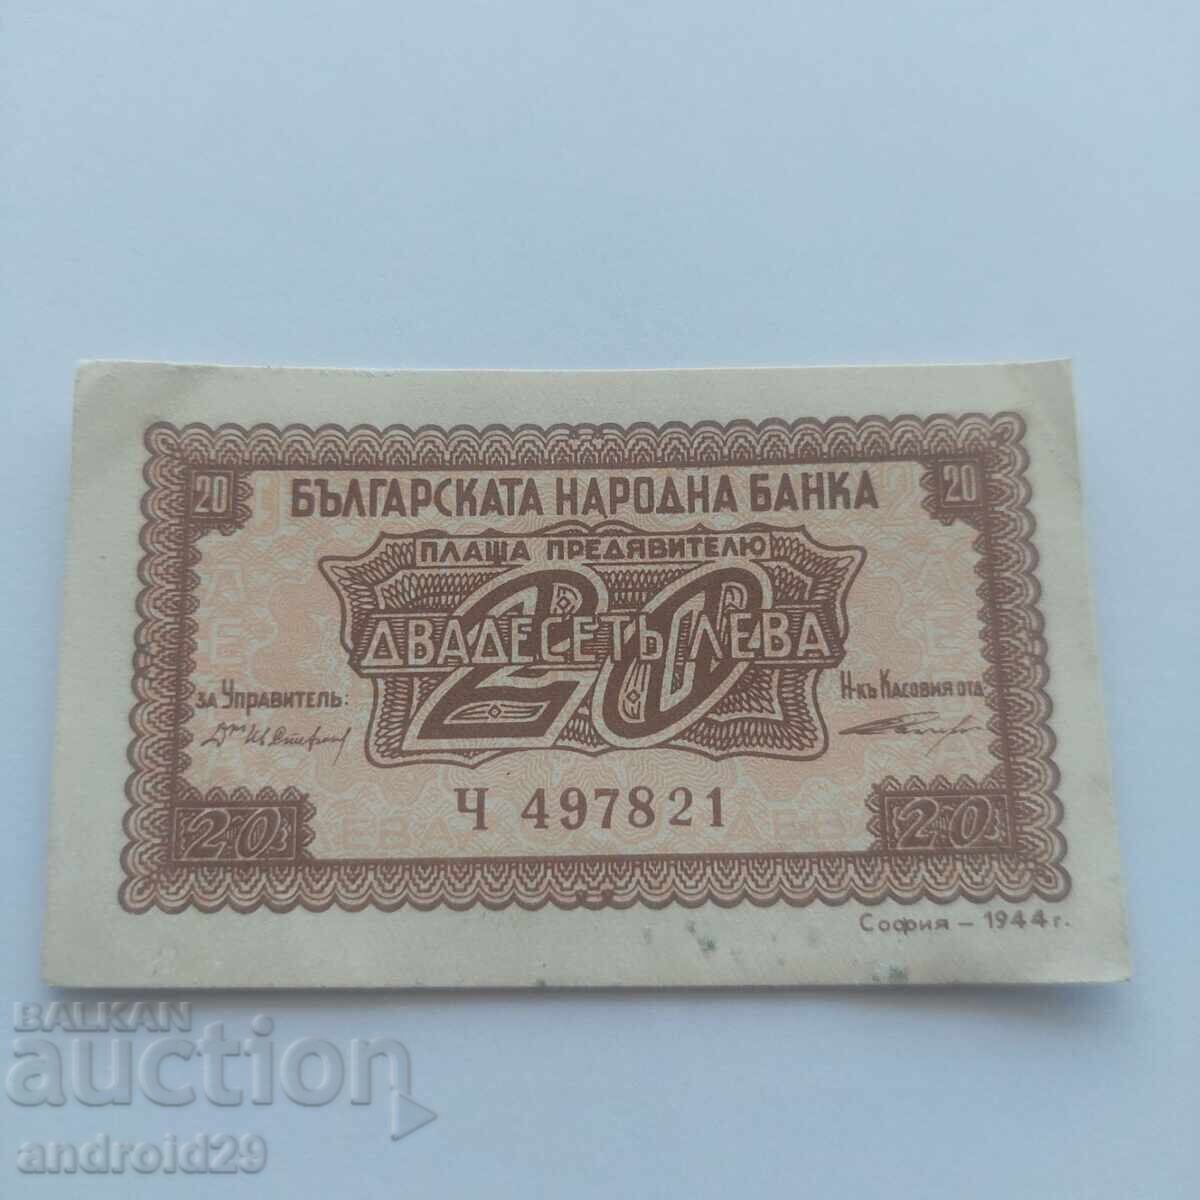 20 20
БЪЛГАРСКАТА НАРОДНА БАНКА
ПЛАЩА ПРЕДЯВИТЕЛЮ
20
ДВАДЕСЕТЬ ЛЕВА
ЗА УПРАВИТЕЛЬ:
Н-КЪ КАСОВИЯ ОТД
Ч 497821
20 20
София – 1944 г.
BALKAN
auction
android29